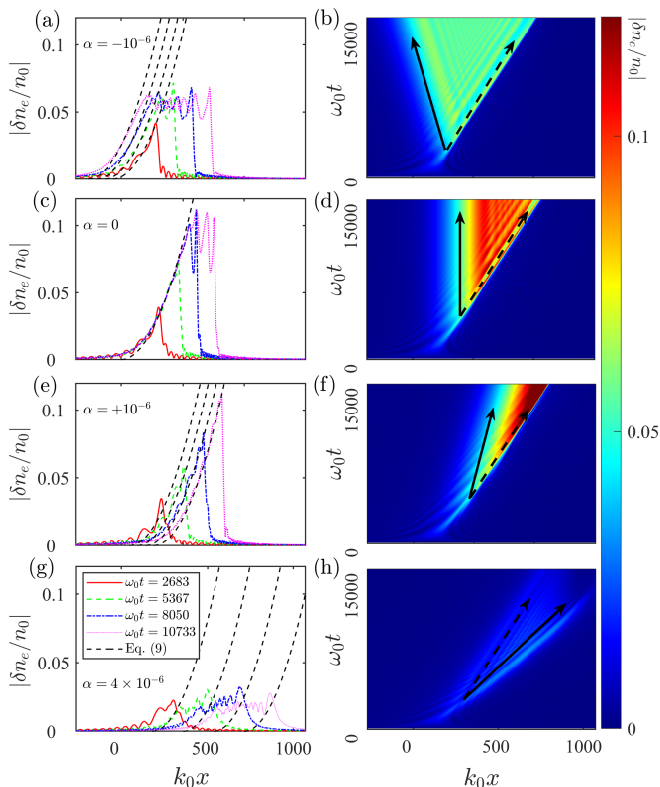 (a)
α = −10⁻⁶
|δnₑ/n₀|
0.1
0.05
0
(b)
ω₀t
15000
0
|δnₑ/n₀|
0.1
0.05
0
(c)
α = 0
|δnₑ/n₀|
0.1
0.05
0
(d)
ω₀t
15000
0
(e)
α = +10⁻⁶
|δnₑ/n₀|
0.1
0.05
0
(f)
ω₀t
15000
0
(g)
ω₀t = 2683
ω₀t = 5367
ω₀t = 8050
ω₀t = 10733
Eq. (9)
α = 4 × 10⁻⁶
|δnₑ/n₀|
0.1
0.05
0
0 500 1000
k₀x
(h)
ω₀t
15000
0
0 500 1000
k₀x